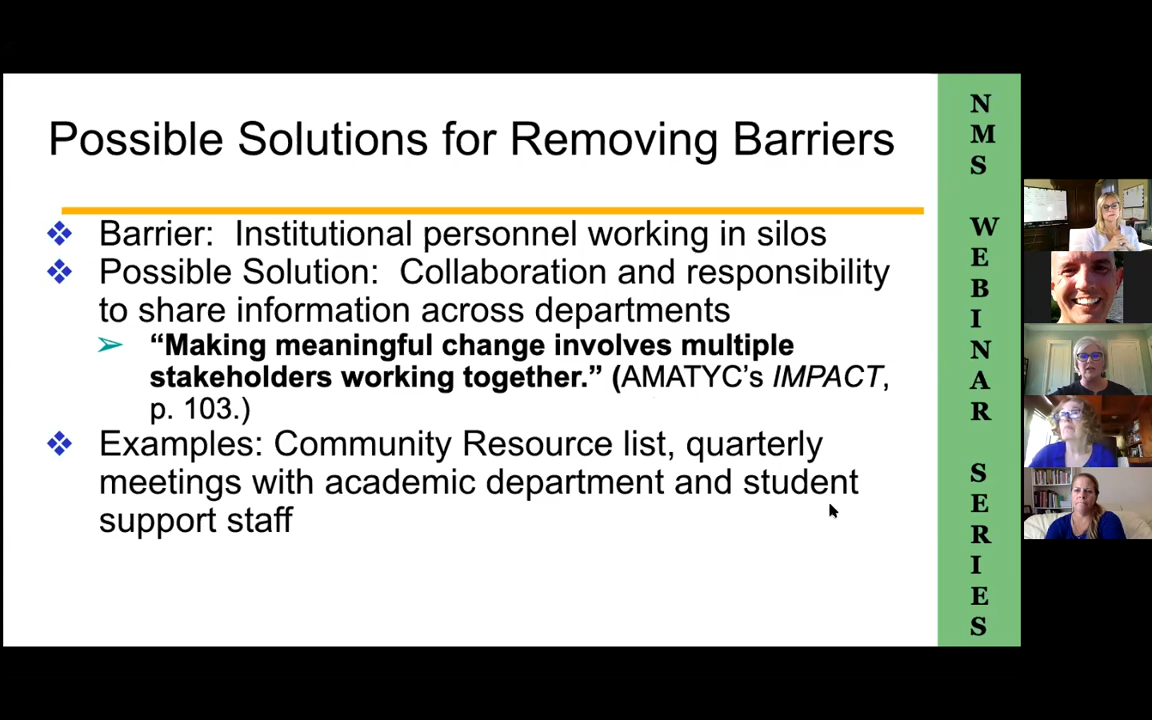 Possible Solutions for Removing Barriers
Barrier: Institutional personnel working in silos
Possible Solution: Collaboration and responsibility
to share information across departments
“Making meaningful change involves multiple
stakeholders working together.” (AMATYC’s IMPACT,
p. 103.)
Examples: Community Resource list, quarterly
meetings with academic department and student
support staff
NMS WEBINAR SERIES